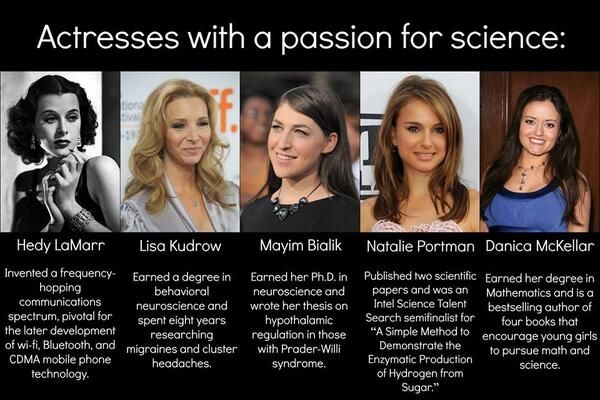 Actresses with a passion for science:
Hedy LaMarr
Invented a frequency-
hopping
communications
spectrum, pivotal for
the later development
of wi-fi, Bluetooth, and
CDMA mobile phone
technology.
Lisa Kudrow
Earned a degree in
behavioral
neuroscience and
spent eight years
researching
migraines and cluster
headaches.
Mayim Bialik
Earned her Ph.D. in
neuroscience and
wrote her thesis on
hypothalamic
regulation in those
with Prader-Willi
syndrome.
Natalie Portman
Published two scientific
papers and was an
Intel Science Talent
Search semifinalist for
“A Simple Method to
Demonstrate the
Enzymatic Production
of Hydrogen from
Sugar.”
Danica McKellar
Earned her degree in
Mathematics and is a
bestselling author of
four books that
encourage young girls
to pursue math and
science.